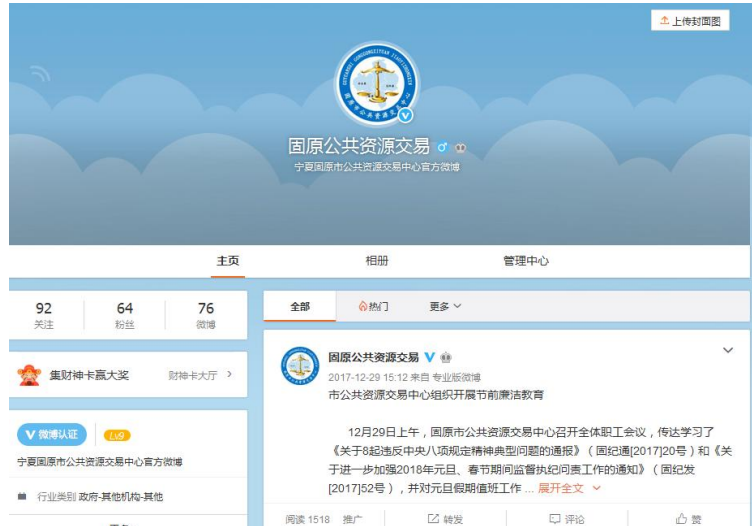 上传封面图
固原公共资源交易
宁夏固原市公共资源交易中心官方微博
主页 相册 管理中心
92 64 76
关注 粉丝 微博
集财神卡赢大奖 财神卡大厅
V 微博认证 Lv9
宁夏固原市公共资源交易中心官方微博
行业类别 政府-其他机构-其他
全部 热门 更多
固原公共资源交易 V
2017-12-29 15:12 来自 专业版微博
市公共资源交易中心组织开展节前廉洁教育
12月29日上午，固原市公共资源交易中心召开全体职工会议，传达学习了
《关于8起违反中央八项规定精神典型问题的通报》（固纪通[2017]20号）和《关
于进一步加强2018年元旦、春节期间监督执纪问责工作的通知》（固纪发
[2017]52号），并对元旦假期值班工作 ... 展开全文
阅读 1518 推广 转发 评论 赞